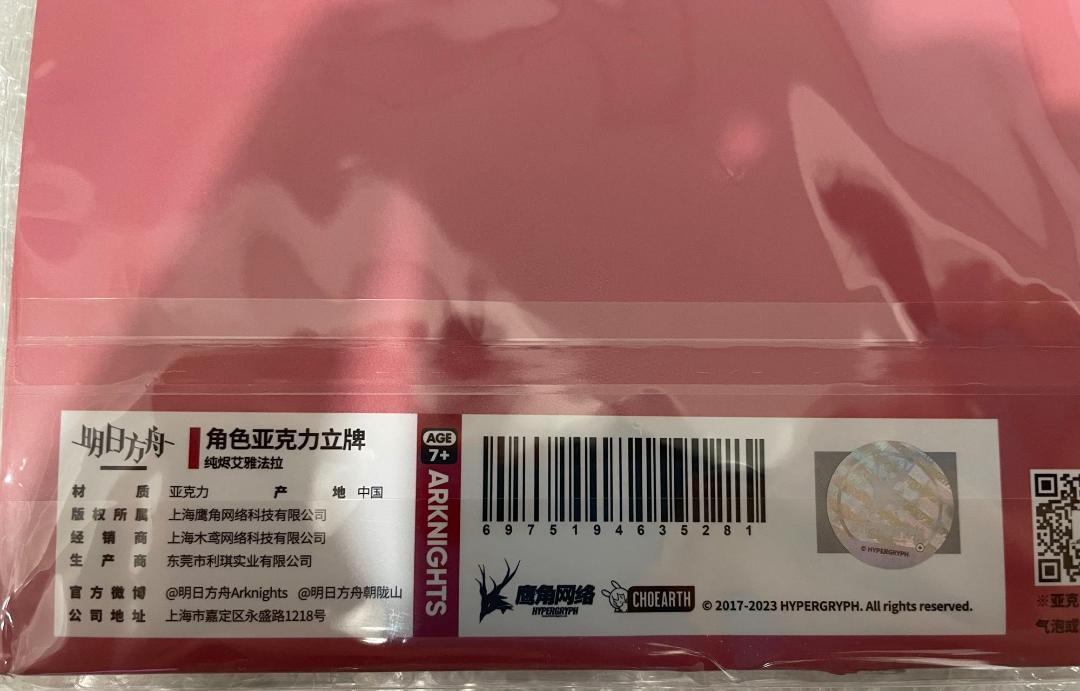 明日方舟
角色亚克力立牌
纯烬艾雅法拉
材 质 亚克力 产 地 中国
版权所属 上海鹰角网络科技有限公司
经销商 上海木鸢网络科技有限公司
生产商 东莞市利琪实业有限公司
官方微博 @明日方舟Arknights @明日方舟朝陇山
公司地址 上海市嘉定区永盛路1218号
AGE
7+
ARKNIGHTS
6975194635281
鹰角网络
HYPERGRYPH
CHOEARTH
© 2017-2023 HYPERGRYPH. All rights reserved.
© HYPERGRYPH
※亚克
气泡或